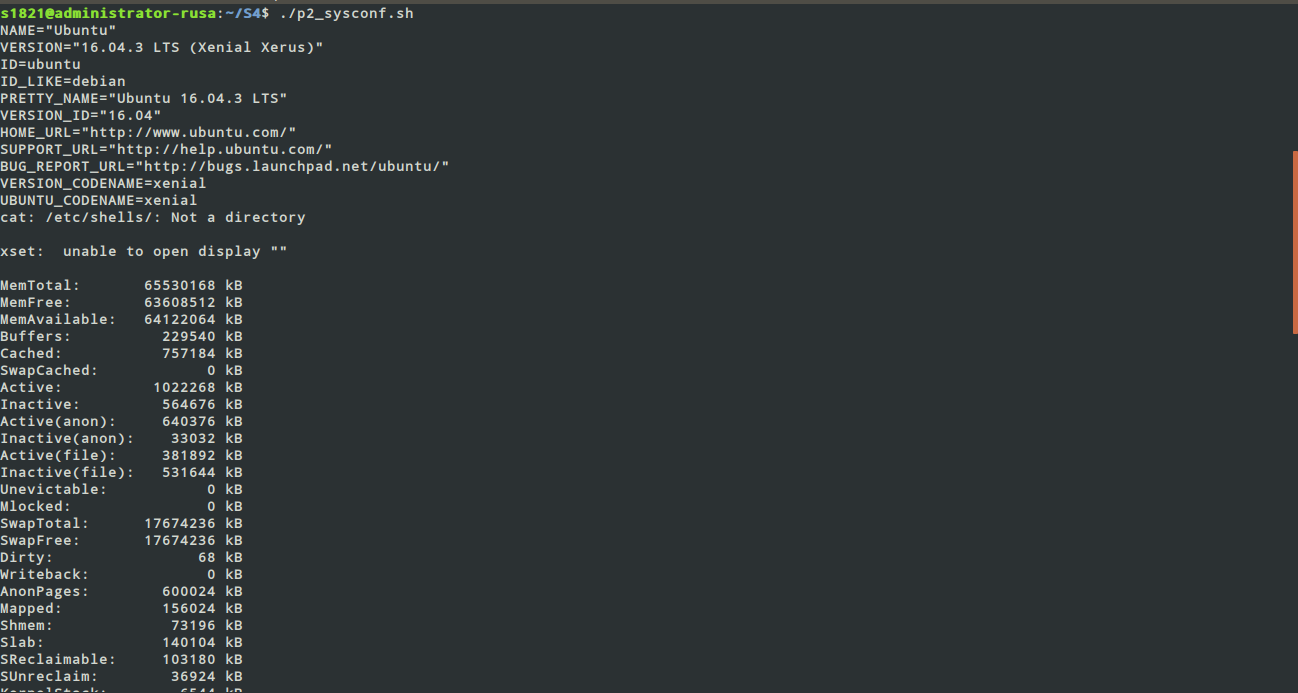 s1821@administrator-rusa:~/S4$ ./p2_sysconf.sh
NAME="Ubuntu"
VERSION="16.04.3 LTS (Xenial Xerus)"
ID=ubuntu
ID_LIKE=debian
PRETTY_NAME="Ubuntu 16.04.3 LTS"
VERSION_ID="16.04"
HOME_URL="http://www.ubuntu.com/"
SUPPORT_URL="http://help.ubuntu.com/"
BUG_REPORT_URL="http://bugs.launchpad.net/ubuntu/"
VERSION_CODENAME=xenial
UBUNTU_CODENAME=xenial
cat: /etc/shells/: Not a directory
xset:  unable to open display ""
MemTotal:       65530168 kB
MemFree:        63608512 kB
MemAvailable:   64122064 kB
Buffers:          229540 kB
Cached:           757184 kB
SwapCached:            0 kB
Active:          1022268 kB
Inactive:         564676 kB
Active(anon):     640376 kB
Inactive(anon):    33032 kB
Active(file):     381892 kB
Inactive(file):   531644 kB
Unevictable:           0 kB
Mlocked:               0 kB
SwapTotal:      17674236 kB
SwapFree:       17674236 kB
Dirty:                68 kB
Writeback:             0 kB
AnonPages:        600024 kB
Mapped:           156024 kB
Shmem:             73196 kB
Slab:             140104 kB
SReclaimable:     103180 kB
SUnreclaim:        36924 kB
KernelStack:        6544 kB